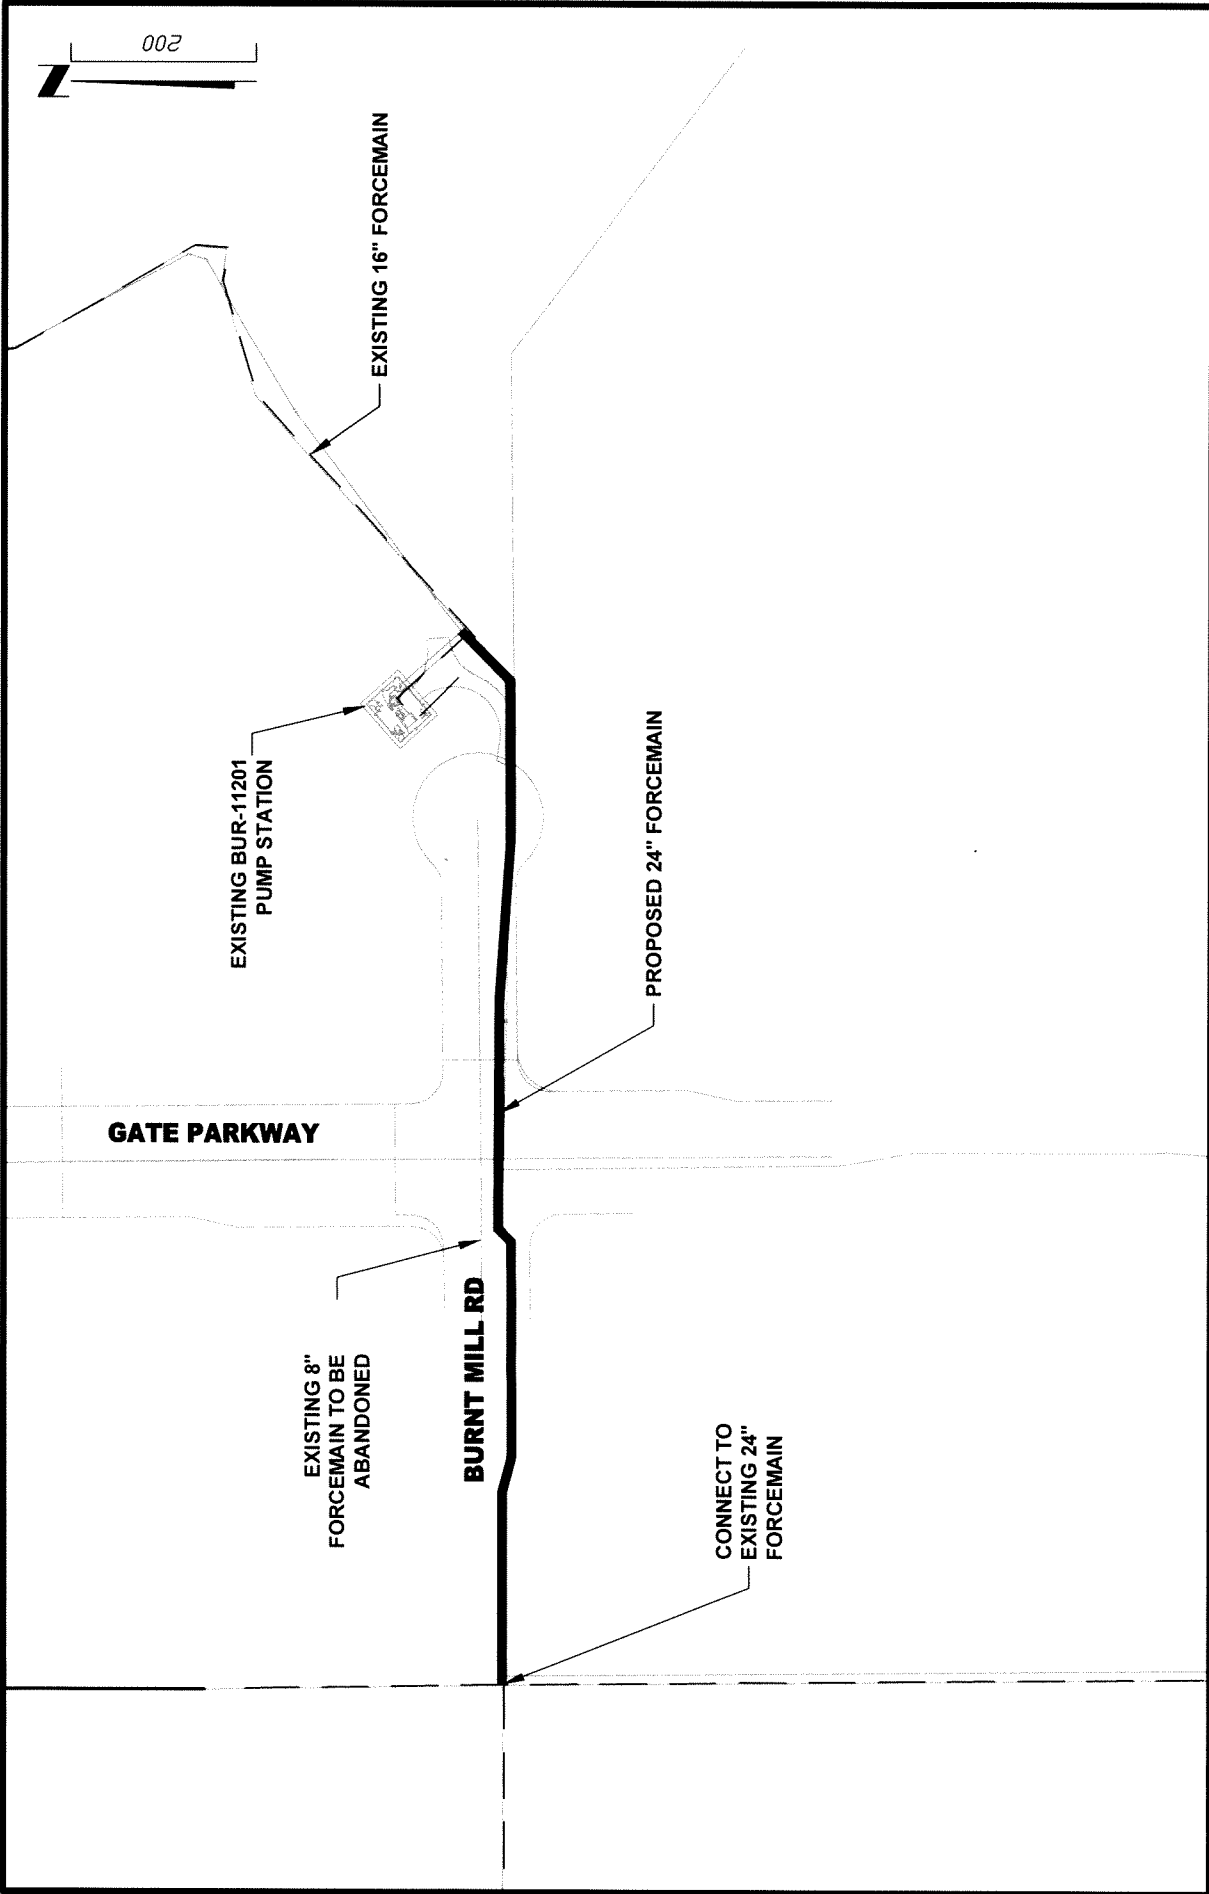 200
N
EXISTING 16" FORCEMAIN
EXISTING BUR-11201
PUMP STATION
PROPOSED 24" FORCEMAIN
GATE PARKWAY
EXISTING 8"
FORCEMAIN TO BE
ABANDONED
BURNT MILL RD
CONNECT TO
EXISTING 24"
FORCEMAIN